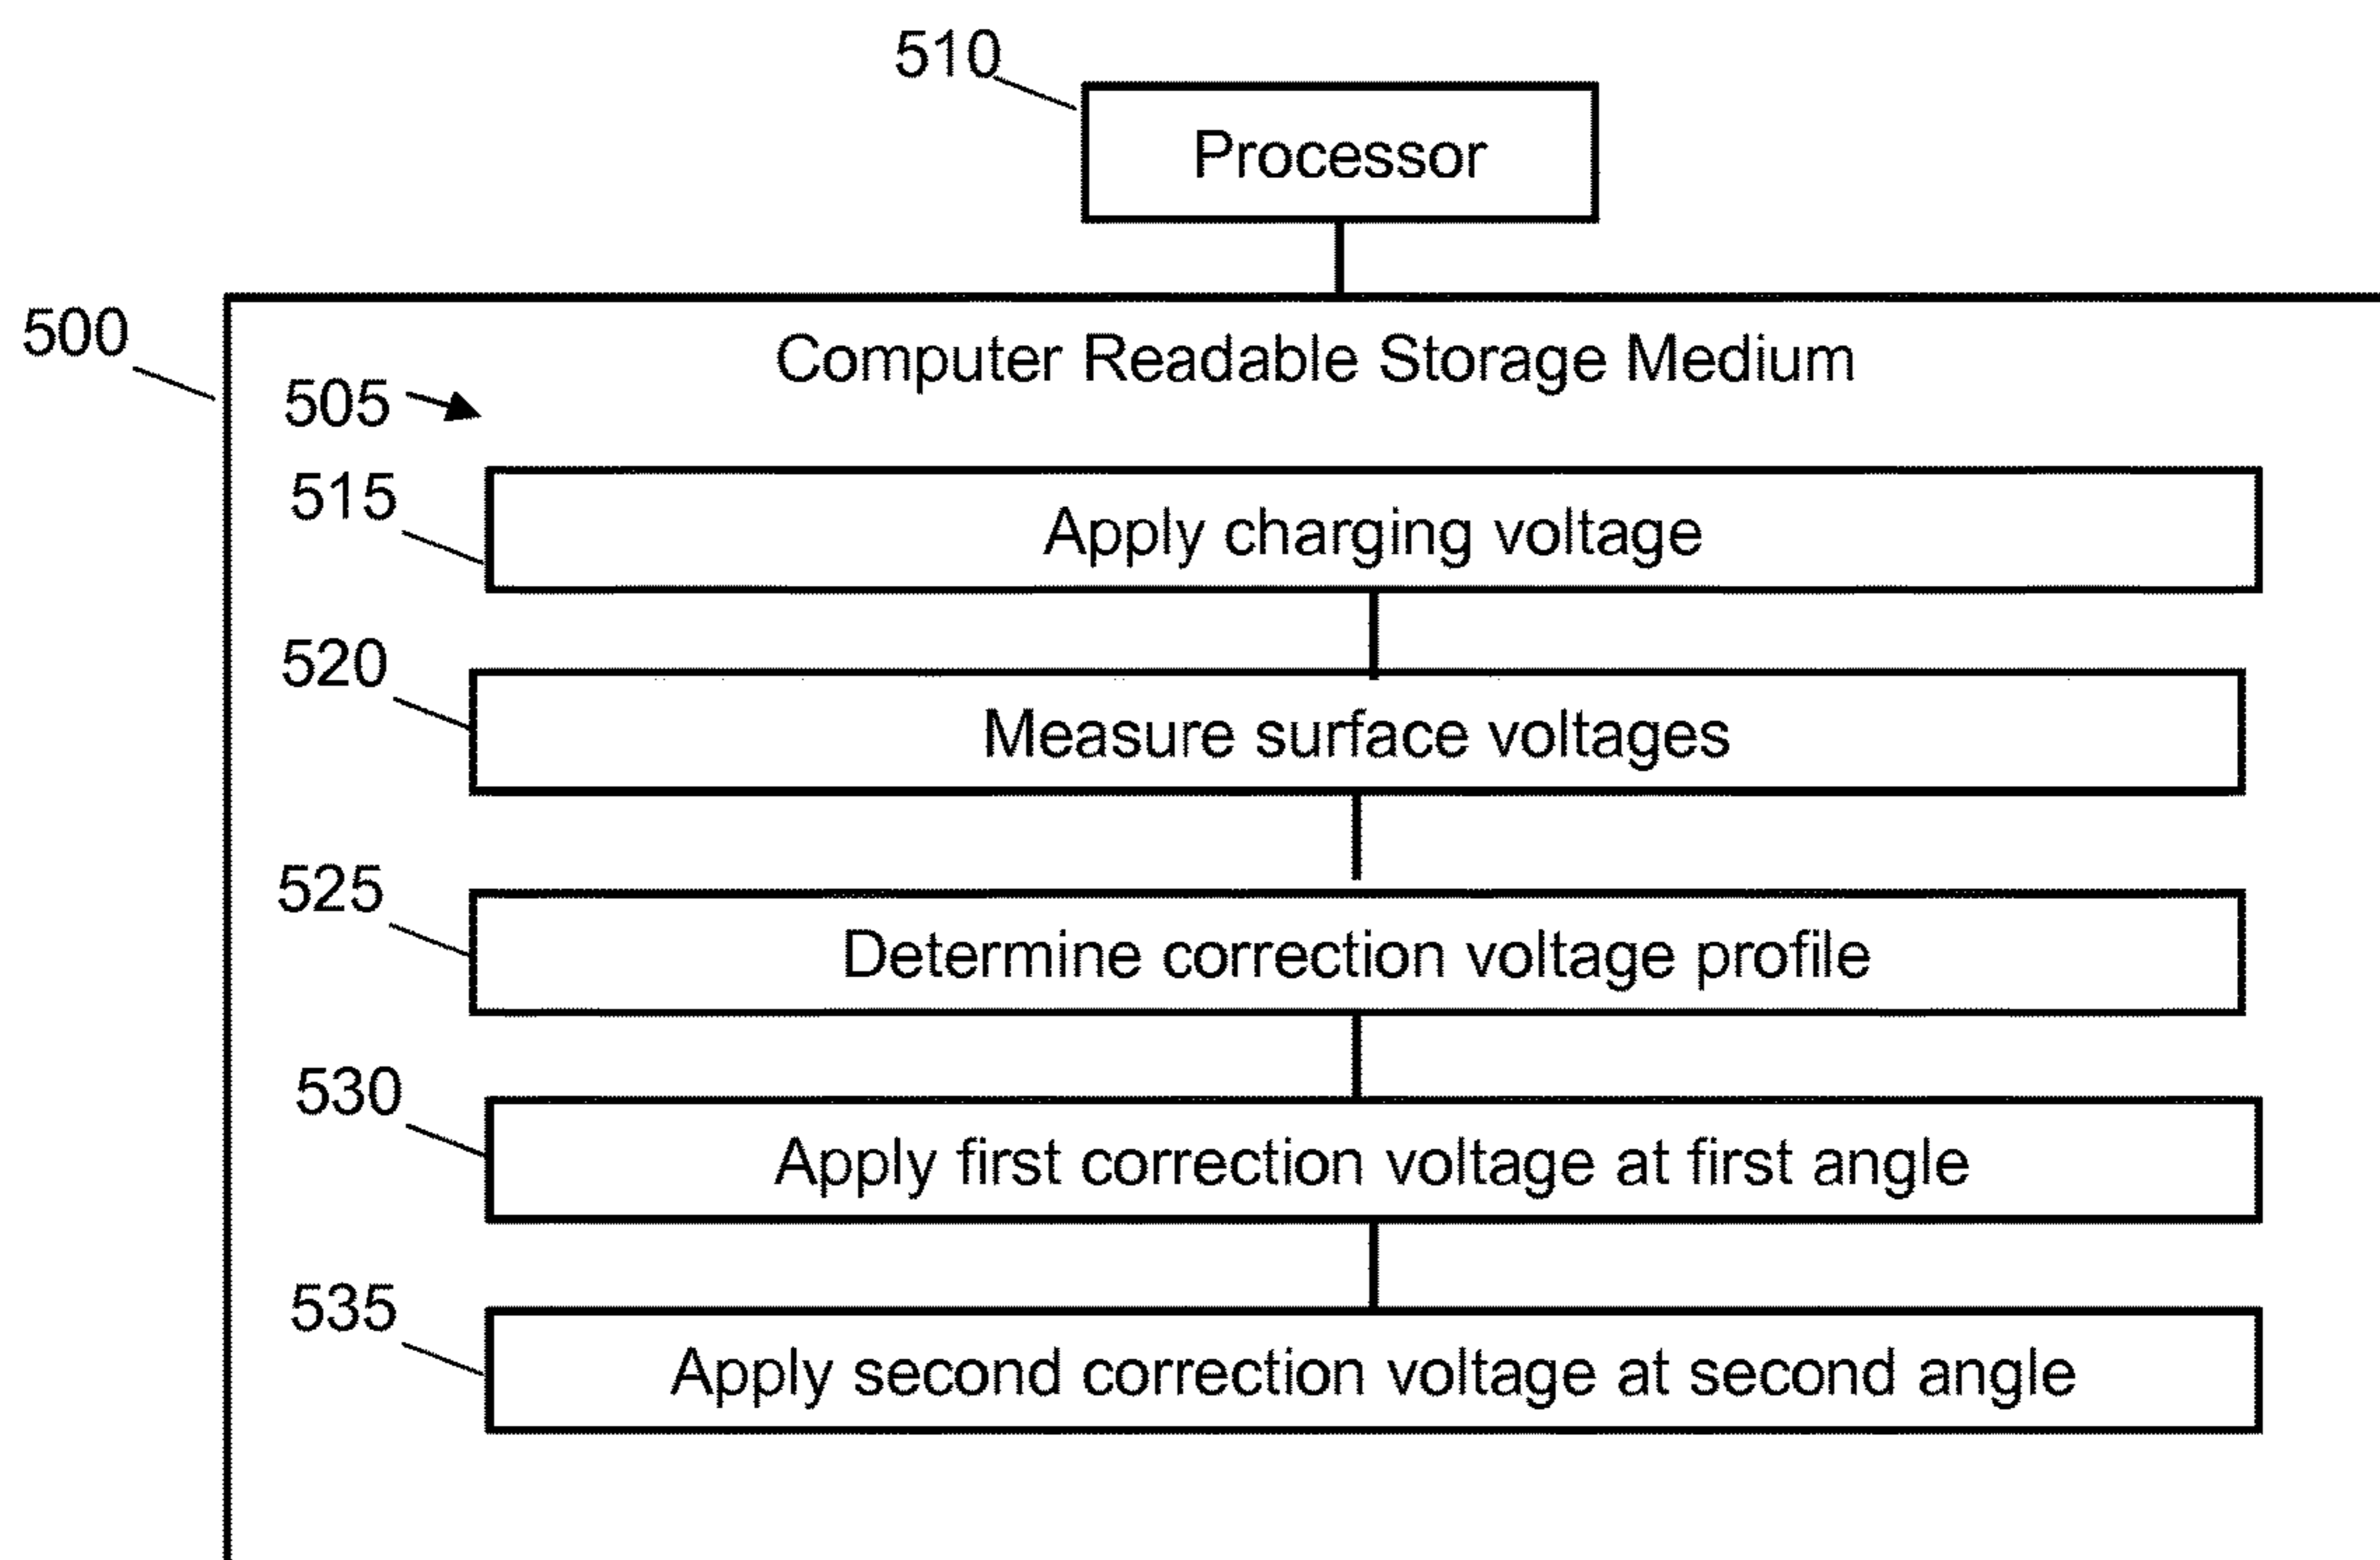 510
Processor
500
Computer Readable Storage Medium
505
515
Apply charging voltage
520
Measure surface voltages
525
Determine correction voltage profile
530
Apply first correction voltage at first angle
535
Apply second correction voltage at second angle